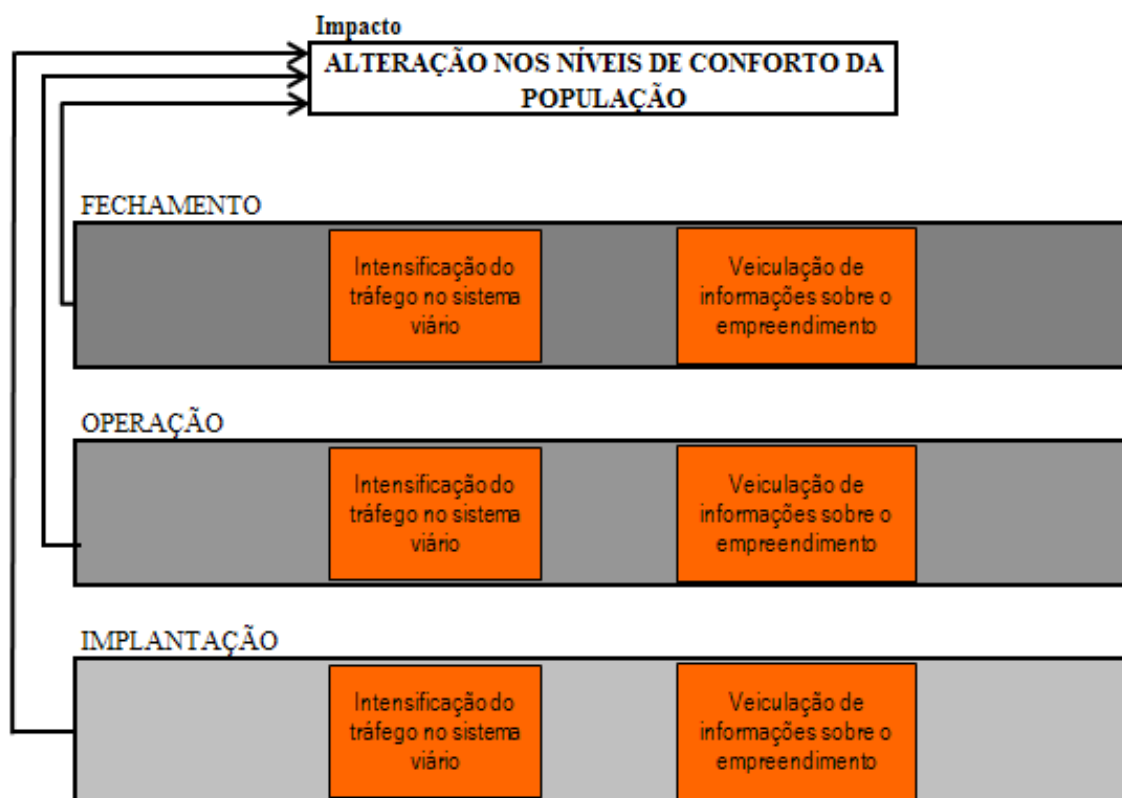 Impacto
ALTERAÇÃO NOS NÍVEIS DE CONFORTO DA
POPULAÇÃO
FECHAMENTO
Intensificação do
tráfego no sistema
viário
Veiculação de
informações sobre o
empreendimento
OPERAÇÃO
Intensificação do
tráfego no sistema
viário
Veiculação de
informações sobre o
empreendimento
IMPLANTAÇÃO
Intensificação do
tráfego no sistema
viário
Veiculação de
informações sobre o
empreendimento